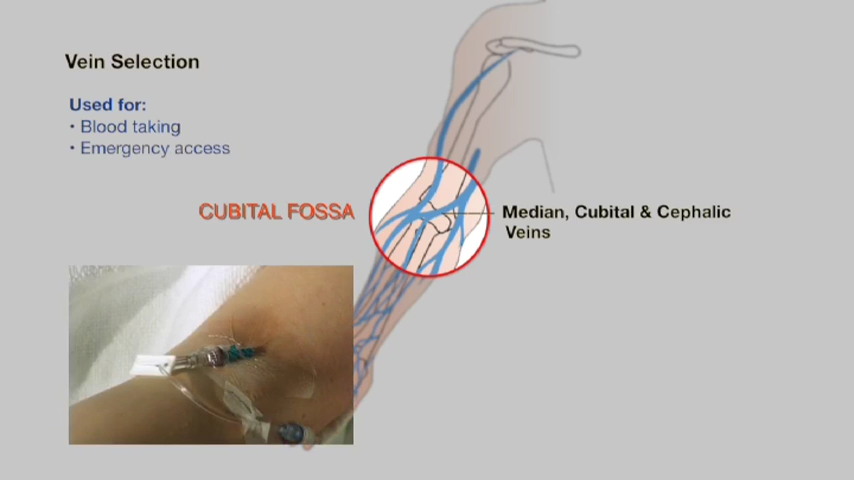 Vein Selection
Used for:
• Blood taking
• Emergency access
CUBITAL FOSSA
Median, Cubital & Cephalic
Veins